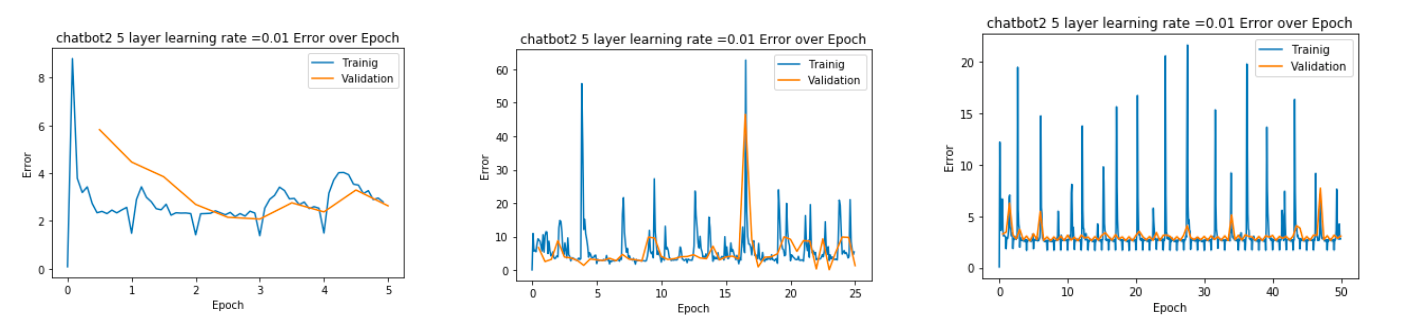 chatbot2 5 layer learning rate =0.01 Error over Epoch
Trainig
Validation
8
6
4
2
0
Error
0 1 2 3 4 5
Epoch
chatbot2 5 layer learning rate =0.01 Error over Epoch
Trainig
Validation
60
50
40
30
20
10
0
Error
0 5 10 15 20 25
Epoch
chatbot2 5 layer learning rate =0.01 Error over Epoch
Trainig
Validation
20
15
10
5
0
Error
0 10 20 30 40 50
Epoch